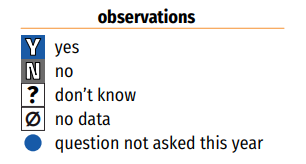 observations
Y yes
N no
? don't know
Ø no data
question not asked this year